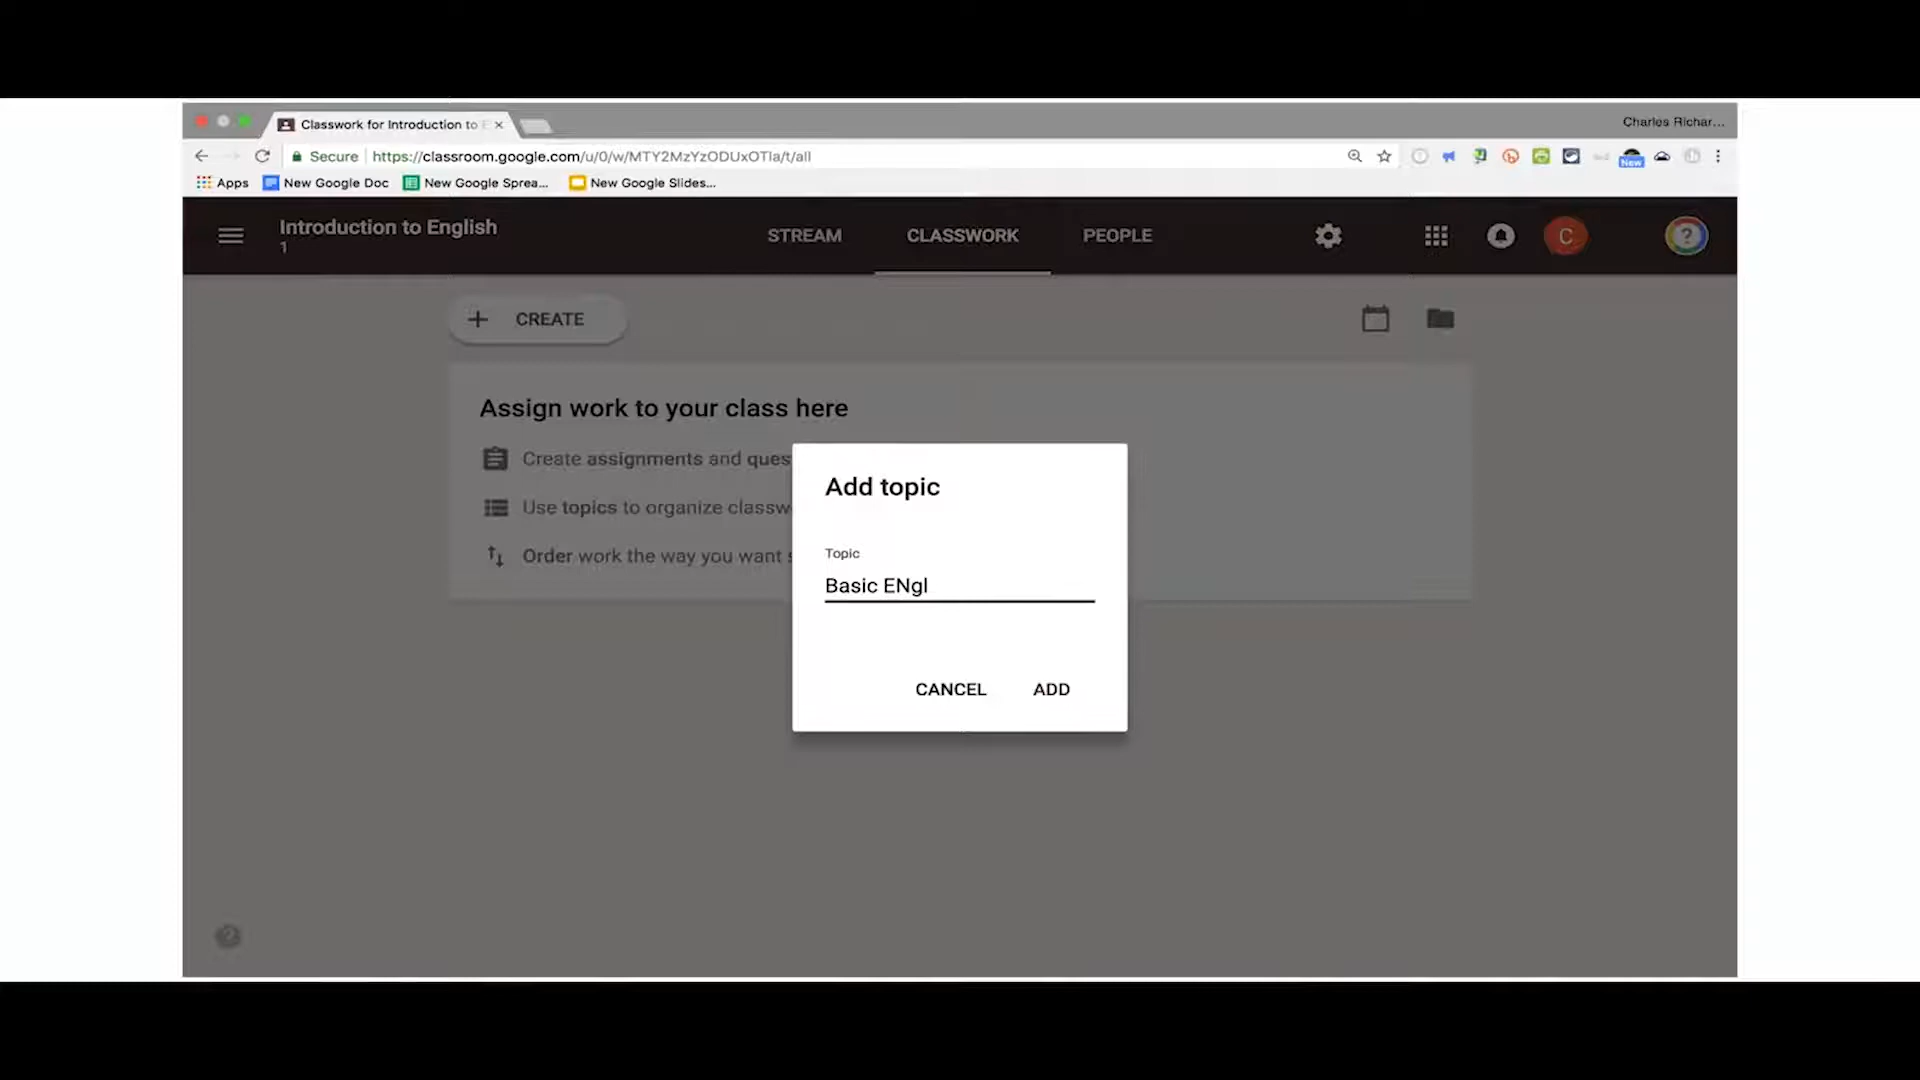 Classwork for Introduction to E
Charles Richar...
Secure https://classroom.google.com/u/0/w/MTY2MzYzODUxOTIa/t/all
New
Apps New Google Doc New Google Sprea... New Google Slides...
Introduction to English
1
STREAM CLASSWORK PEOPLE
C
?
+ CREATE
Assign work to your class here
Create assignments and ques
Use topics to organize classw
Order work the way you want s
Add topic
Topic
Basic ENgl
CANCEL ADD
?